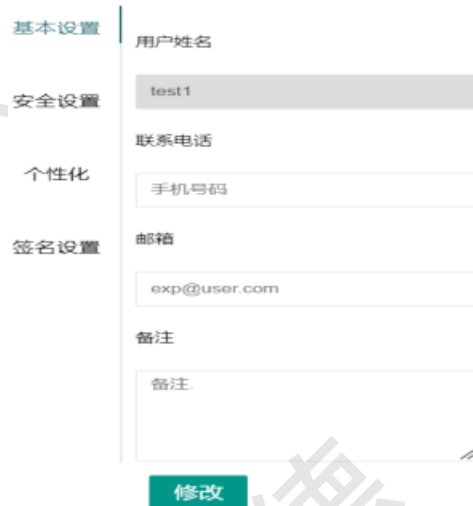 基本设置
用户姓名
test1
安全设置
联系电话
个性化
手机号码
邮箱
签名设置
exp@user.com
备注
备注.
修改